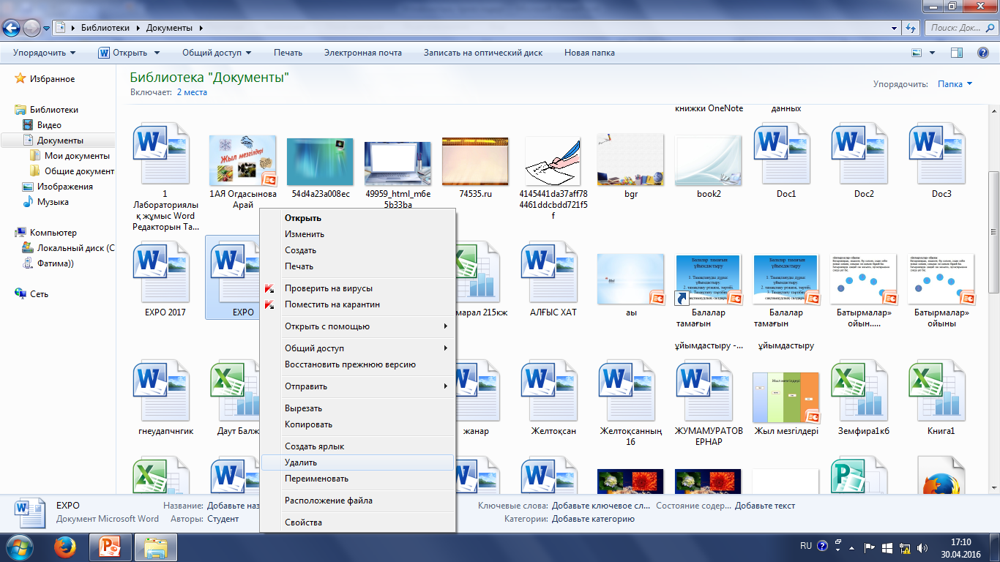 Библиотеки ▸ Документы ▸
Поиск: Док...
Упорядочить
Открыть
Общий доступ
Печать
Электронная почта
Записать на оптический диск
Новая папка
Избранное
Библиотеки
Видео
Документы
Мои документы
Общие документ
Изображения
Музыка
Компьютер
Локальный диск (C
Фатима))
Сеть
Библиотека "Документы"
Включает: 2 места
Упорядочить: Папка
книжки OneNote
данных
1
Лабораториялы
қ жұмыс Word
Редакторын Та...
Жыл мезгілдері
1АЯ Огдасынова
Арай
54d4a23a008ec
49959_html_m6e
5b33ba
74535.ru
4145441da37aff78
4461ddcbdd721f5
f
bgr
book2
Doc1
Doc2
Doc3
EXPO 2017
EXPO
марал 215кж
АЛҒЫС ХАТ
аы
Балалар
тамағын
ұйымдастыру -...
Балалар
тамағын
ұйымдастыру
Батырмалар»
ойын.....
Батырмалар»
ойыны
гнеудапчнгик
Даут Балж
жанар
Желтоқсан
Желтоқсанның
16
ЖУМАМУРАТОВ
ЕРНАР
Жыл мезгілдері
Земфира1кб
Книга1
Открыть
Изменить
Создать
Печать
Проверить на вирусы
Поместить на карантин
Открыть с помощью
Общий доступ
Восстановить прежнюю версию
Отправить
Вырезать
Копировать
Создать ярлык
Удалить
Переименовать
Расположение файла
Свойства
EXPO
Документ Microsoft Word
Название: Добавьте наз
Авторы: Студент
Ключевые слова: Добавьте ключевое сл...
Категории: Добавьте категорию
Состояние содер... Добавьте текст
RU
17:10
30.04.2016